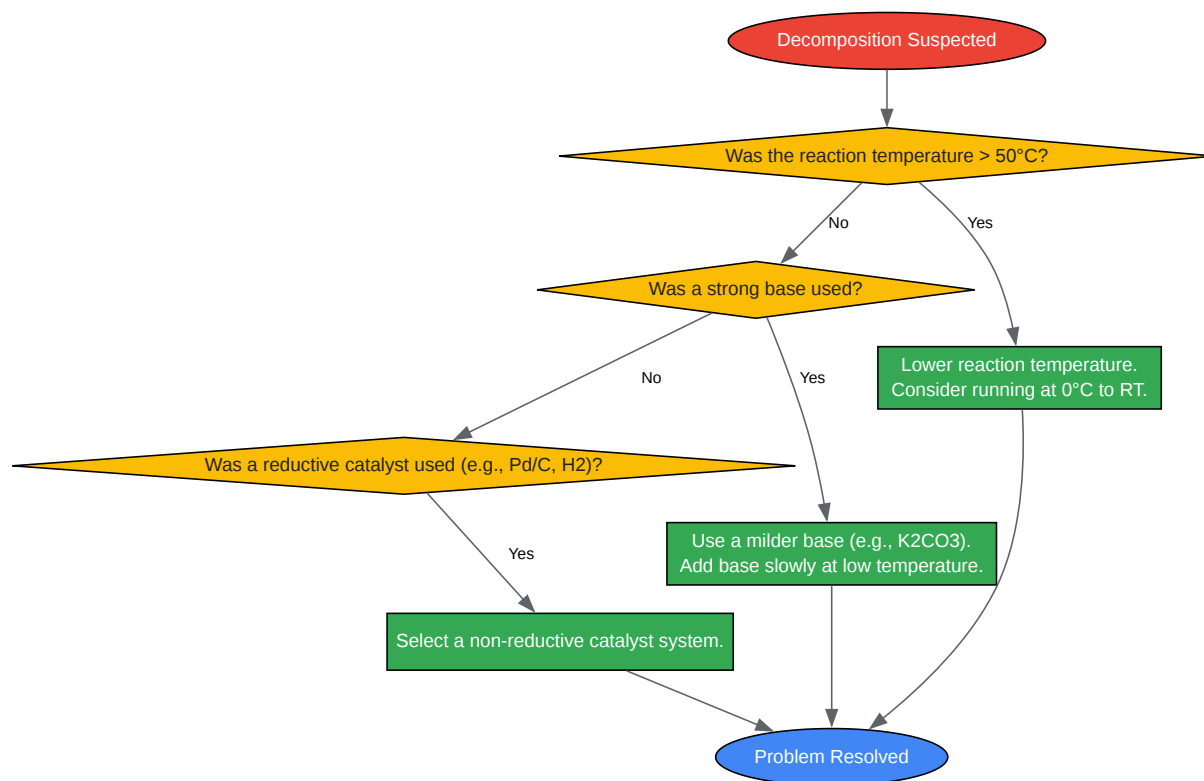 Decomposition Suspected
Was the reaction temperature > 50°C?
No
Yes
Was a strong base used?
Lower reaction temperature.
Consider running at 0°C to RT.
No
Yes
Was a reductive catalyst used (e.g., Pd/C, H2)?
Use a milder base (e.g., K2CO3).
Add base slowly at low temperature.
Yes
Select a non-reductive catalyst system.
Problem Resolved